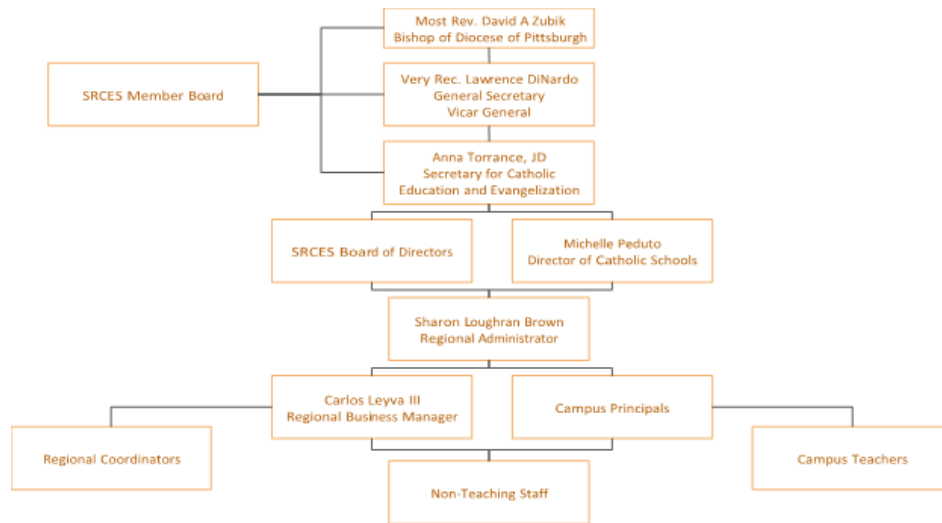 Most Rev. David A Zubik
Bishop of Diocese of Pittsburgh
SRCES Member Board
Very Rec. Lawrence DiNardo
General Secretary
Vicar General
Anna Torrance, JD
Secretary for Catholic
Education and Evangelization
SRCES Board of Directors
Michelle Peduto
Director of Catholic Schools
Sharon Loughran Brown
Regional Administrator
Carlos Leyva III
Regional Business Manager
Campus Principals
Regional Coordinators
Campus Teachers
Non-Teaching Staff